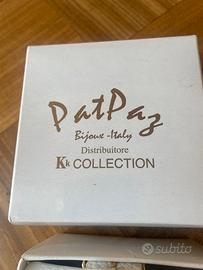 PatPaz
Bijoux-Italy
Distribuitore
Kk COLLECTION
subito